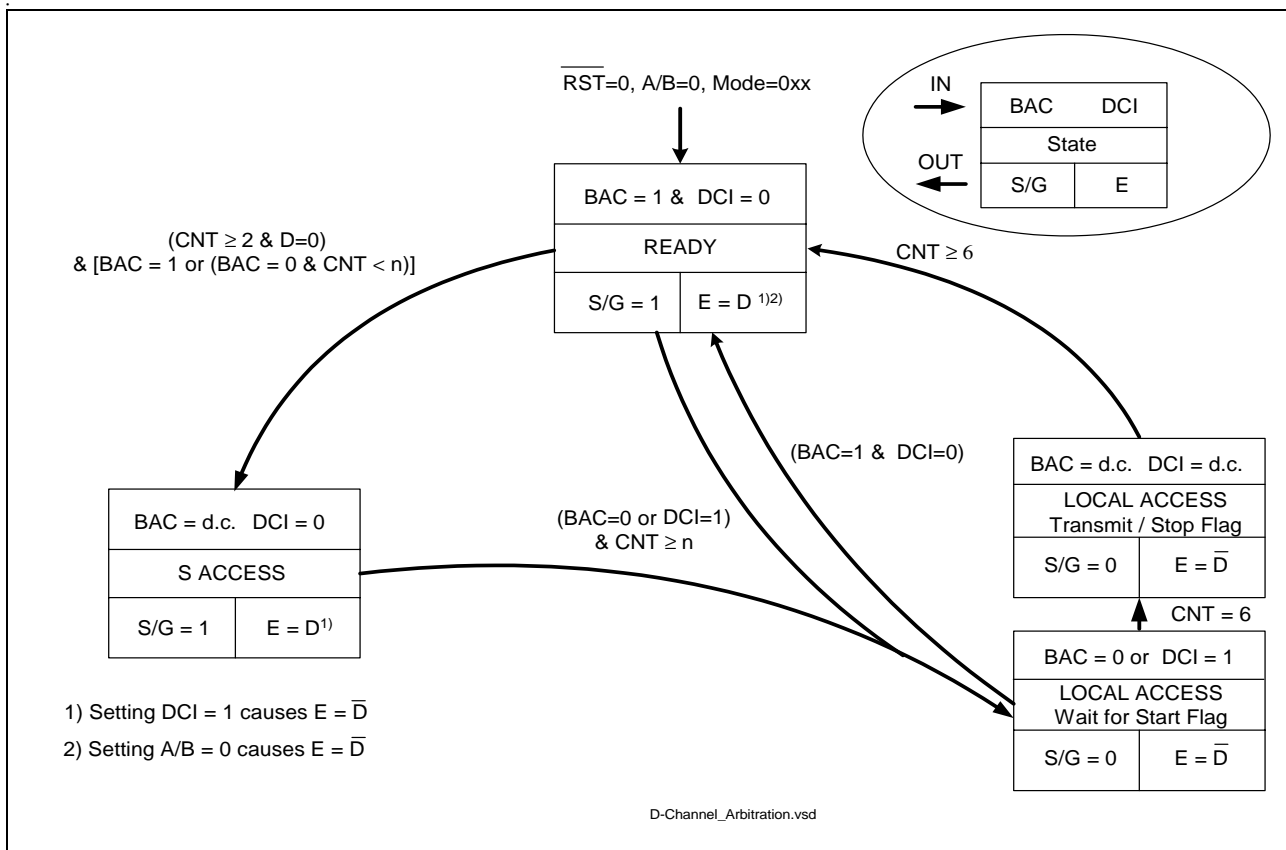 :
RST=0, A/B=0, Mode=0xx
IN
BAC DCI
State
OUT
S/G E
BAC = 1 & DCI = 0
READY
S/G = 1 E = D 1)2)
(CNT ≥ 2 & D=0)
& [BAC = 1 or (BAC = 0 & CNT < n)]
CNT ≥ 6
(BAC=1 & DCI=0)
(BAC=0 or DCI=1)
& CNT ≥ n
BAC = d.c. DCI = 0
S ACCESS
S/G = 1 E = D1)
BAC = d.c. DCI = d.c.
LOCAL ACCESS
Transmit / Stop Flag
S/G = 0 E = D̅
CNT = 6
BAC = 0 or DCI = 1
LOCAL ACCESS
Wait for Start Flag
S/G = 0 E = D̅
1) Setting DCI = 1 causes E = D̅
2) Setting A/B = 0 causes E = D̅
D-Channel_Arbitration.vsd